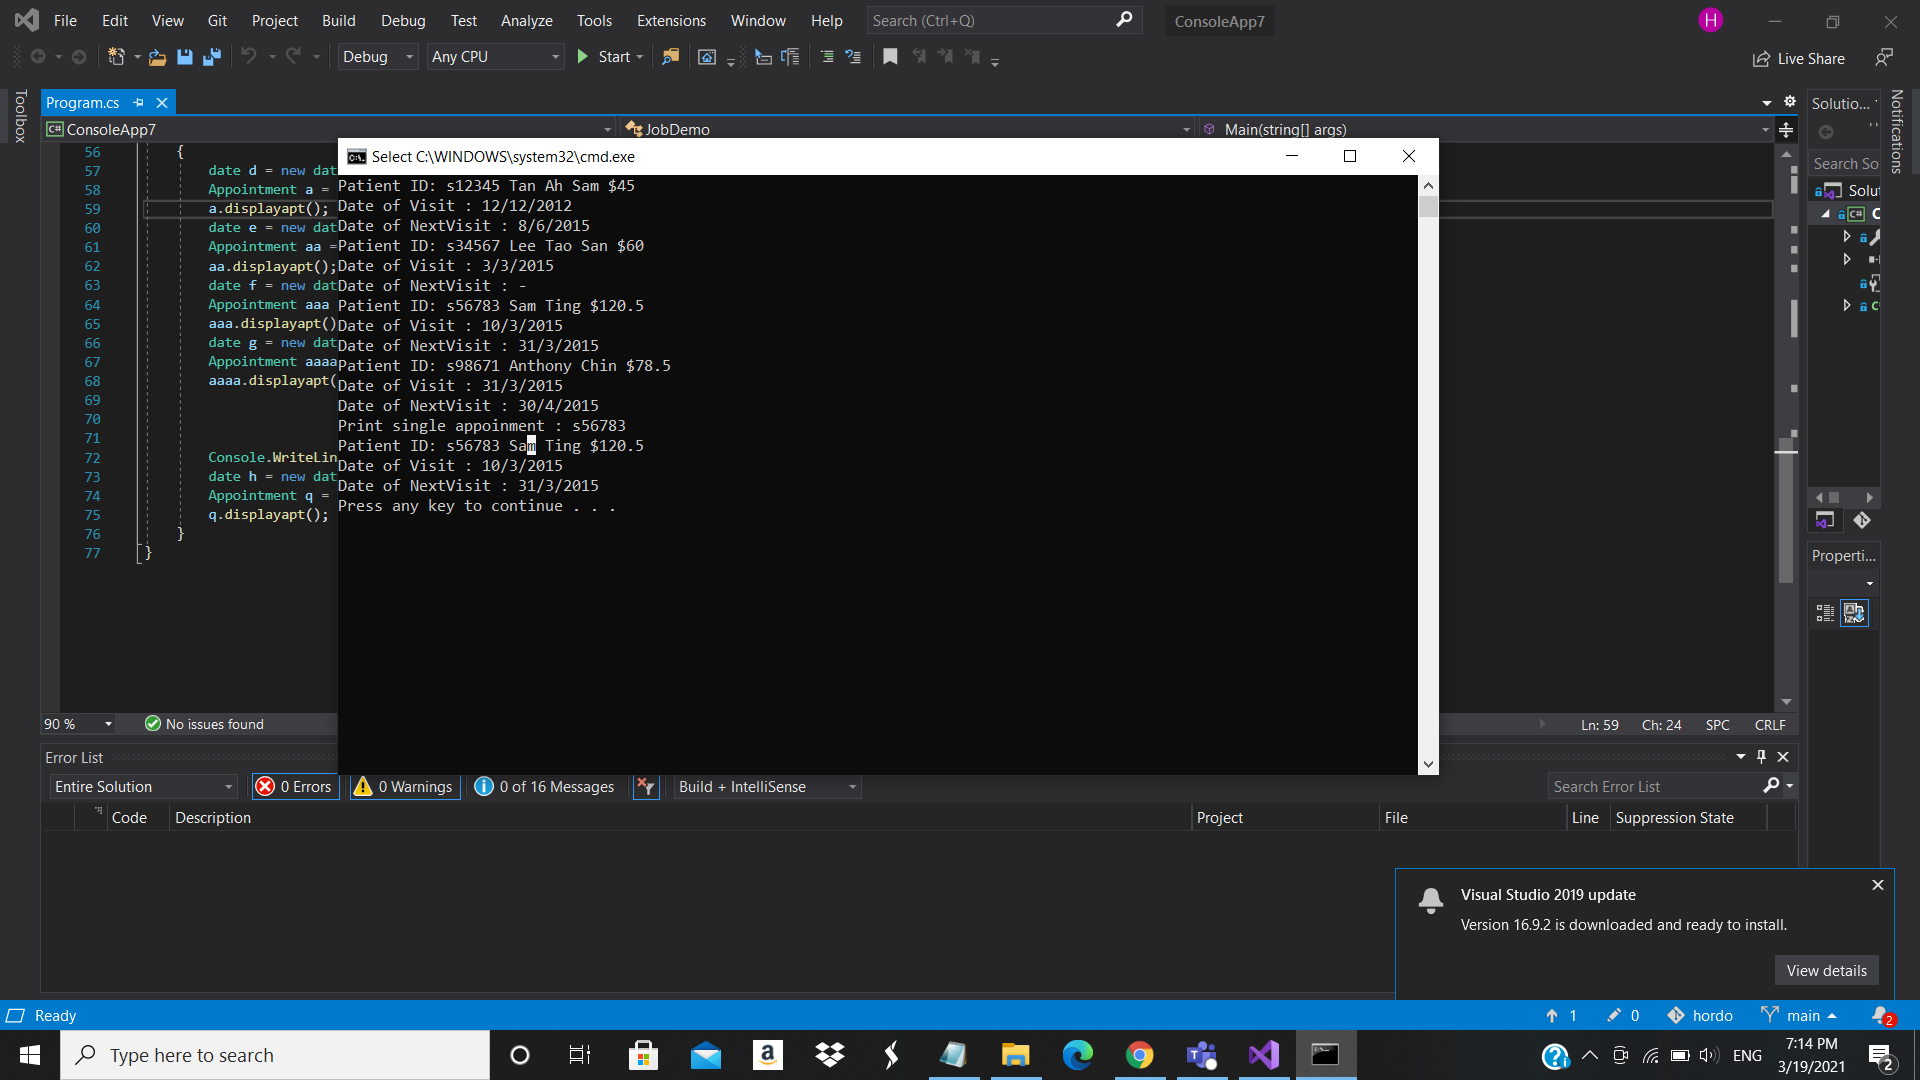 File Edit View Git Project Build Debug Test Analyze Tools Extensions Window Help Search (Ctrl+Q) ConsoleApp7 H
Debug Any CPU Start Live Share
Toolbox
Program.cs
Solutio...
Notifications
ConsoleApp7 JobDemo Main(string[] args)
Search So
Solut
Select C:\WINDOWS\system32\cmd.exe
56 {
57 date d = new dat
58 Appointment a =
59 a.displayapt();
60 date e = new dat
61 Appointment aa =
62 aa.displayapt();
63 date f = new dat
64 Appointment aaa
65 aaa.displayapt()
66 date g = new dat
67 Appointment aaaa
68 aaaa.displayapt(
69
70
71
72 Console.WriteLin
73 date h = new dat
74 Appointment q =
75 q.displayapt();
76 }
77 }
Patient ID: s12345 Tan Ah Sam $45
Date of Visit : 12/12/2012
Date of NextVisit : 8/6/2015
Patient ID: s34567 Lee Tao San $60
Date of Visit : 3/3/2015
Date of NextVisit : -
Patient ID: s56783 Sam Ting $120.5
Date of Visit : 10/3/2015
Date of NextVisit : 31/3/2015
Patient ID: s98671 Anthony Chin $78.5
Date of Visit : 31/3/2015
Date of NextVisit : 30/4/2015
Print single appoinment : s56783
Patient ID: s56783 Sam Ting $120.5
Date of Visit : 10/3/2015
Date of NextVisit : 31/3/2015
Press any key to continue . . .
Properti...
90 % No issues found Ln: 59 Ch: 24 SPC CRLF
Error List
Entire Solution 0 Errors 0 Warnings 0 of 16 Messages Build + IntelliSense Search Error List
Code Description Project File Line Suppression State
Visual Studio 2019 update
Version 16.9.2 is downloaded and ready to install.
View details
Ready 1 0 hordo main 2
Type here to search ENG 7:14 PM
3/19/2021 2